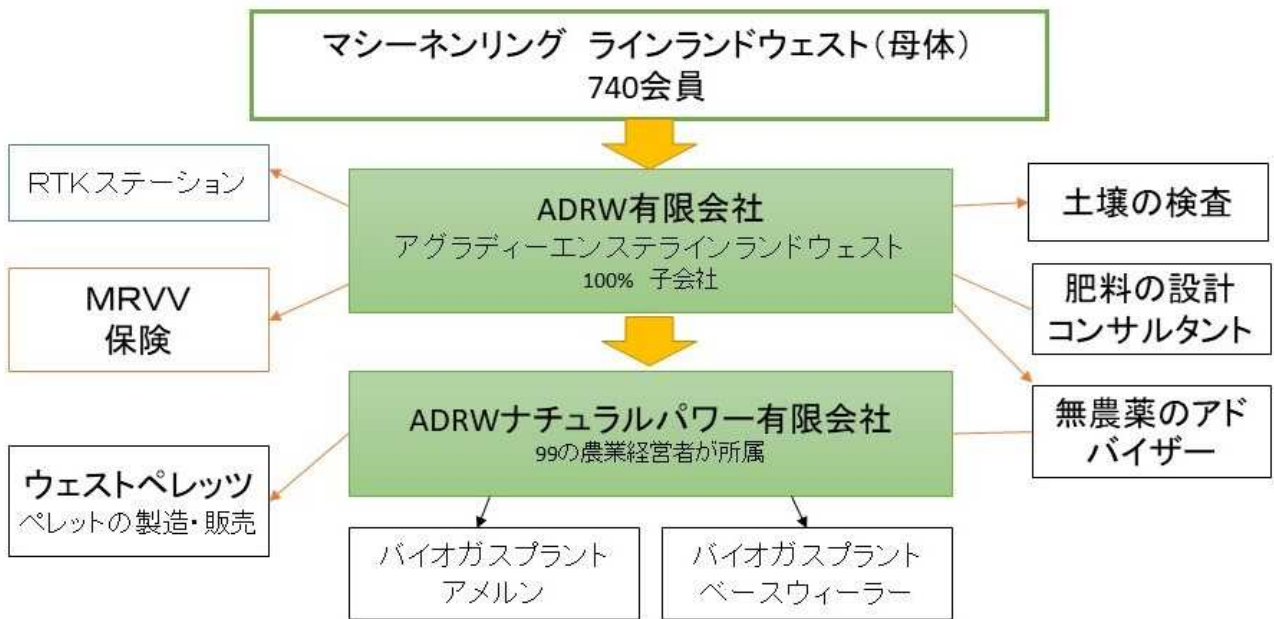 マシーネンリング ラインランドウェスト（母体）
740会員
RTKステーション
ADRW有限会社
アグラディーエンステラインランドウェスト
100% 子会社
土壌の検査
MRVV
保険
肥料の設計
コンサルタント
ADRWナチュラルパワー有限会社
99の農業経営者が所属
無農薬のアド
バイザー
ウェストペレッツ
ペレットの製造・販売
バイオガスプラント
アメルン
バイオガスプラント
ベースウィーラー